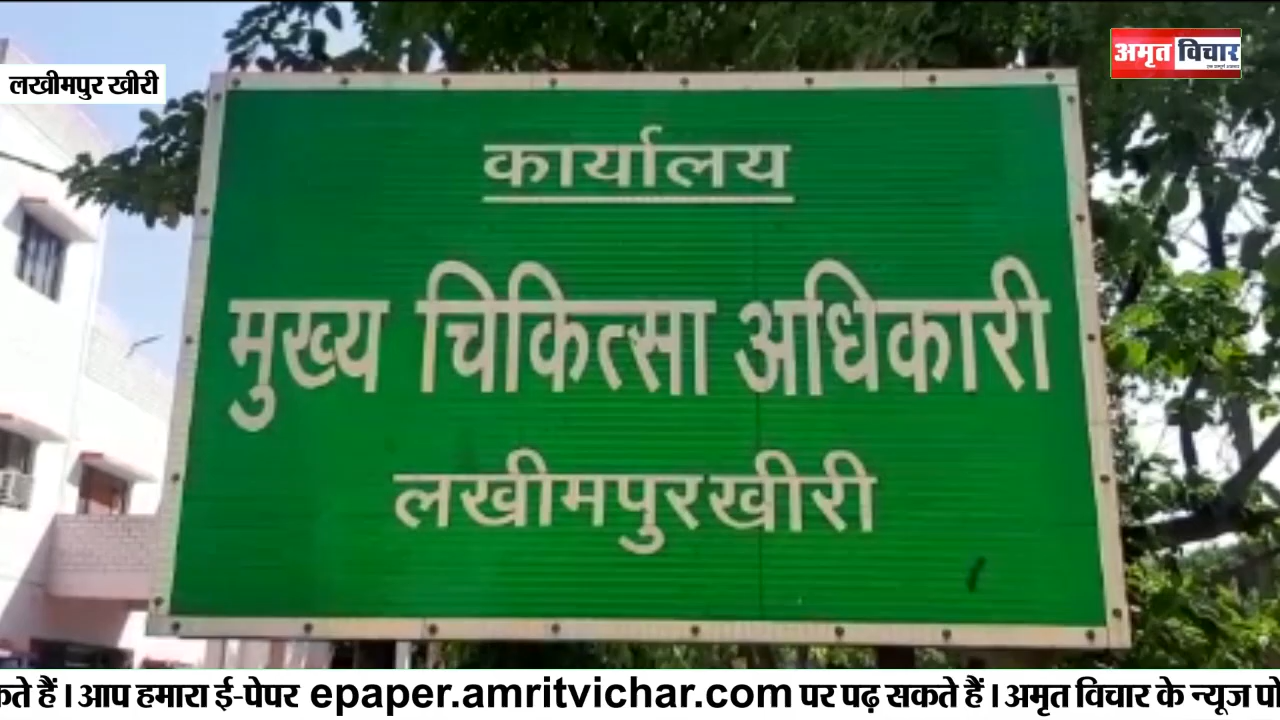 लखीमपुर खीरी
अमृत विचार
कार्यालय
मुख्य चिकित्सा अधिकारी
लखीमपुरखीरी
हैं। आप हमारा ई-पेपर epaper.amritvichar.com पर पढ़ सकते हैं। अमृत विचार के न्यूज